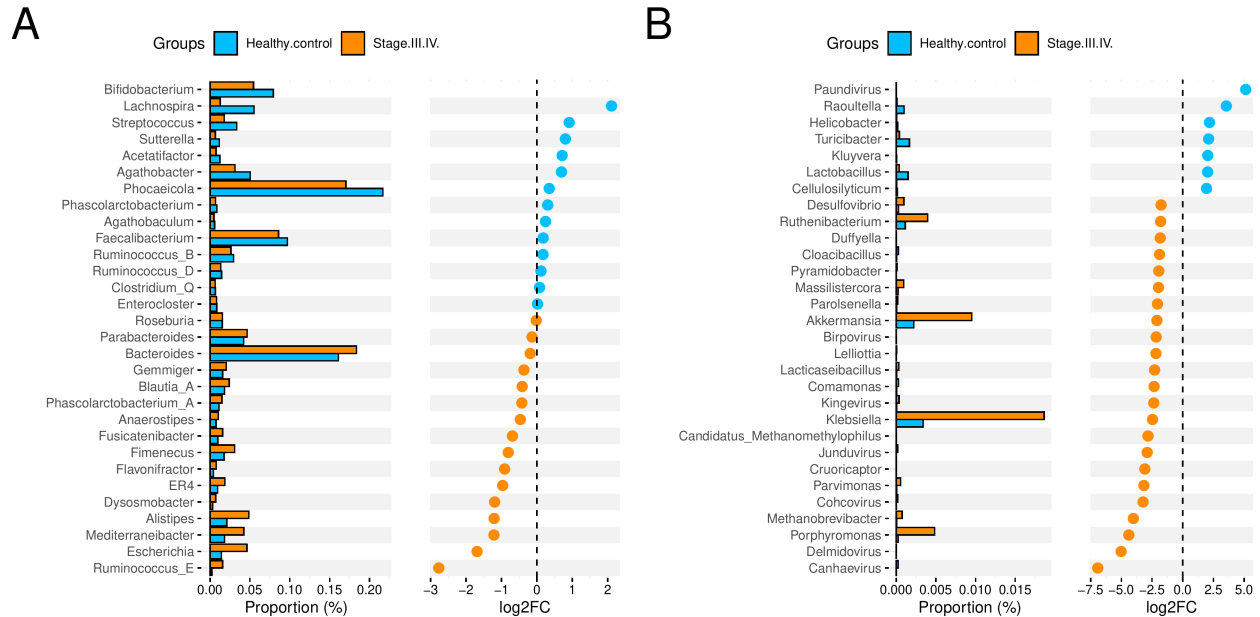 A
B
Groups Healthy.control Stage.III.IV.
Groups Healthy.control Stage.III.IV.
Bifidobacterium
Lachnospira
Streptococcus
Sutterella
Acetatifactor
Agathobacter
Phocaeicola
Phascolarctobacterium
Agathobaculum
Faecalibacterium
Ruminococcus_B
Ruminococcus_D
Clostridium_Q
Enterocloster
Roseburia
Parabacteroides
Bacteroides
Gemmiger
Blautia_A
Phascolarctobacterium_A
Anaerostipes
Fusicatenibacter
Fimenecus
Flavonifractor
ER4
Dysosmobacter
Alistipes
Mediterraneibacter
Escherichia
Ruminococcus_E
0.00 0.05 0.10 0.15 0.20
Proportion (%)
−3 −2 −1 0 1 2
log2FC
Paundivirus
Raoultella
Helicobacter
Turicibacter
Kluyvera
Lactobacillus
Cellulosilyticum
Desulfovibrio
Ruthenibacterium
Duffyella
Cloacibacillus
Pyramidobacter
Massilistercora
Parolsenella
Akkermansia
Birpovirus
Lelliottia
Lacticaseibacillus
Comamonas
Kingevirus
Klebsiella
Candidatus_Methanomethylophilus
Junduvirus
Cruoricaptor
Parvimonas
Cohcovirus
Methanobrevibacter
Porphyromonas
Delmidovirus
Canhaevirus
0.000 0.005 0.010 0.015
Proportion (%)
−7.5 −5.0 −2.5 0.0 2.5 5.0
log2FC